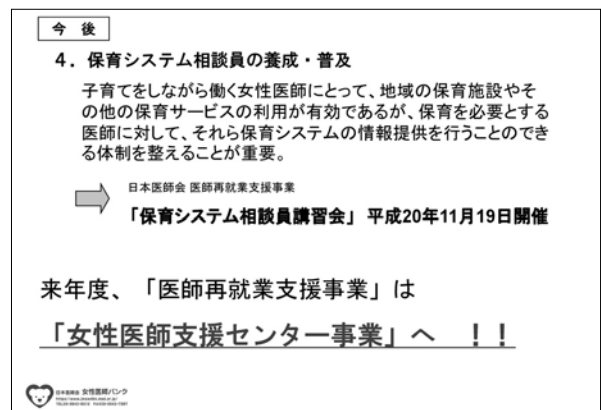 今 後
4．保育システム相談員の養成・普及
子育てをしながら働く女性医師にとって、地域の保育施設やそ
の他の保育サービスの利用が有効であるが、保育を必要とする
医師に対して、それら保育システムの情報提供を行うことのでき
る体制を整えることが重要。
日本医師会 医師再就業支援事業
「保育システム相談員講習会」 平成20年11月19日開催
来年度、「医師再就業支援事業」は
「女性医師支援センター事業」へ ！！
日本医師会 女性医師バンク